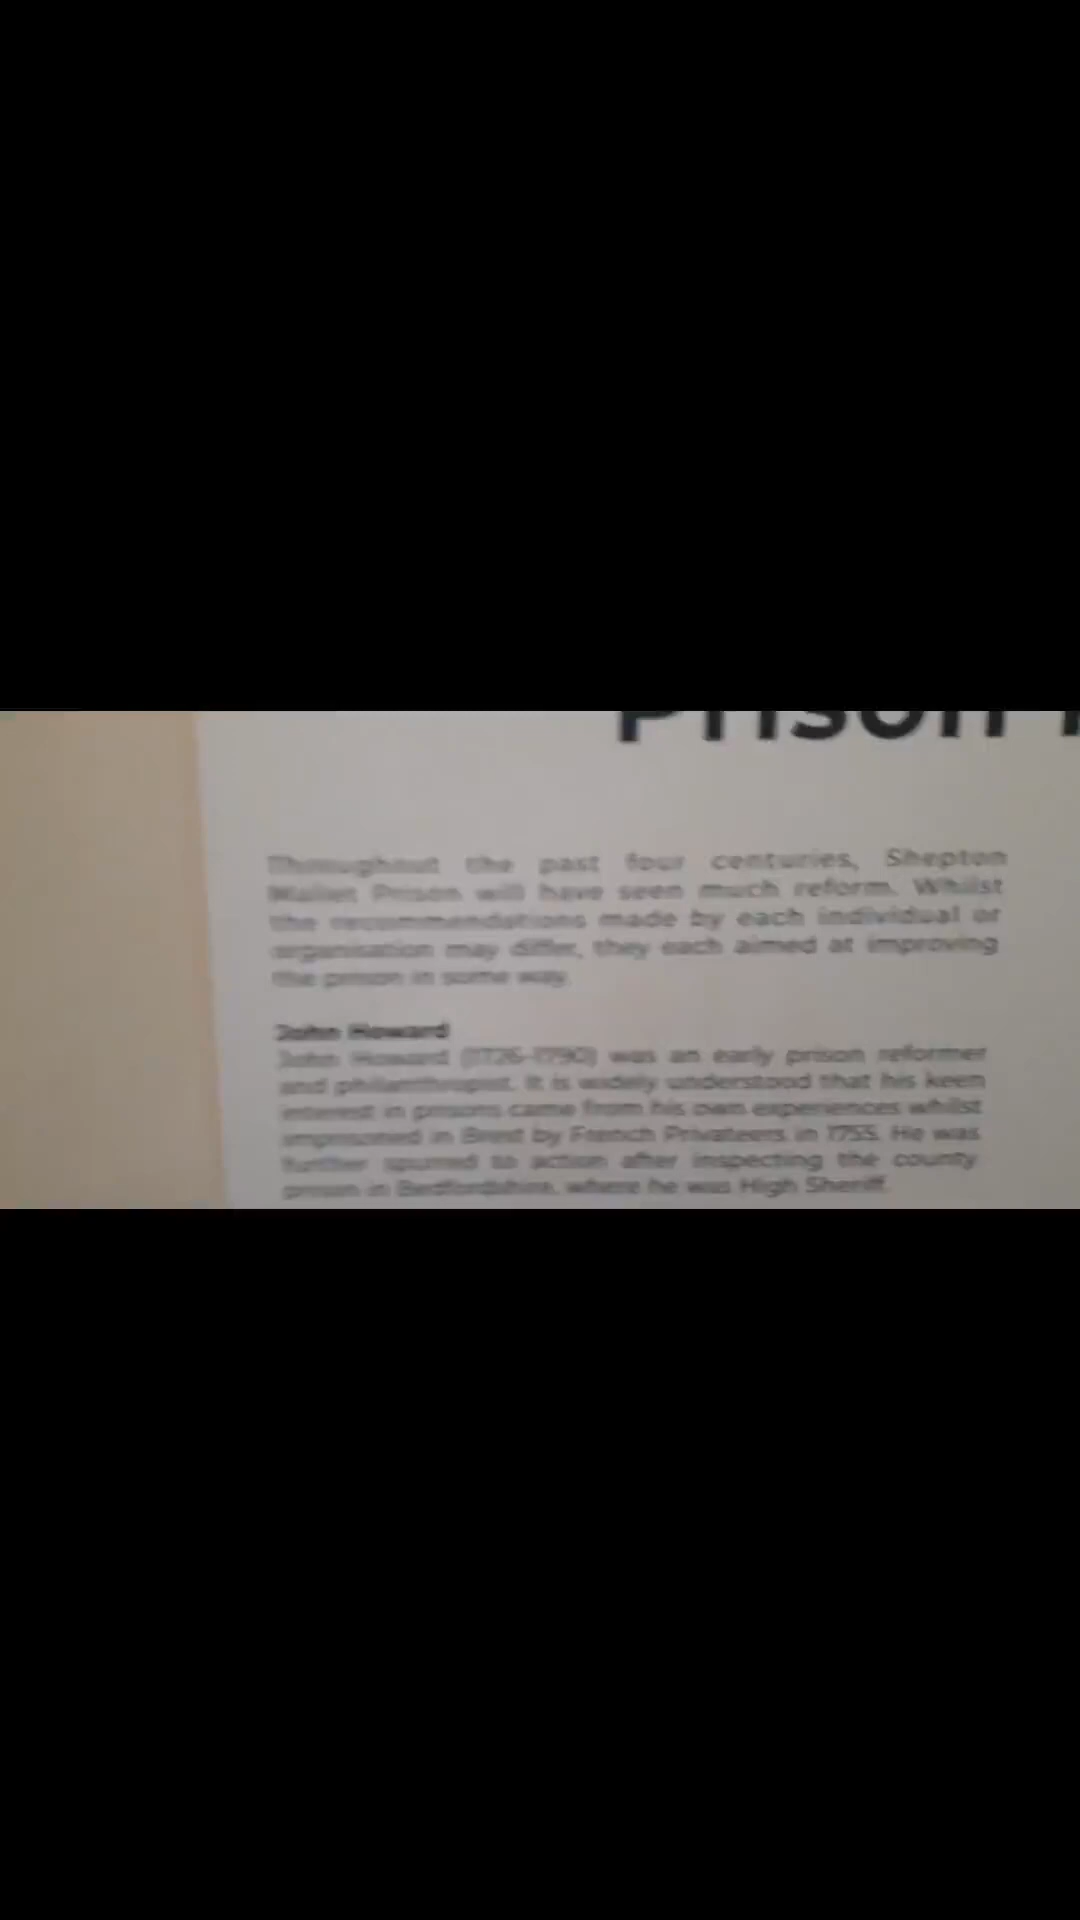 Prison
Throughout the past four centuries, Shepton
Mallet Prison will have seen much reform. Whilst
the recommendations made by each individual or
organisation may differ, they each aimed at improving
the prison in some way.
John Howard
John Howard (1726-1790) was an early prison reformer
and philanthropist. It is widely understood that his keen
interest in prisons came from his own experiences whilst
imprisoned in Brest by French Privateers in 1755. He was
further spurred to action after inspecting the county
prison in Bedfordshire, where he was High Sheriff.